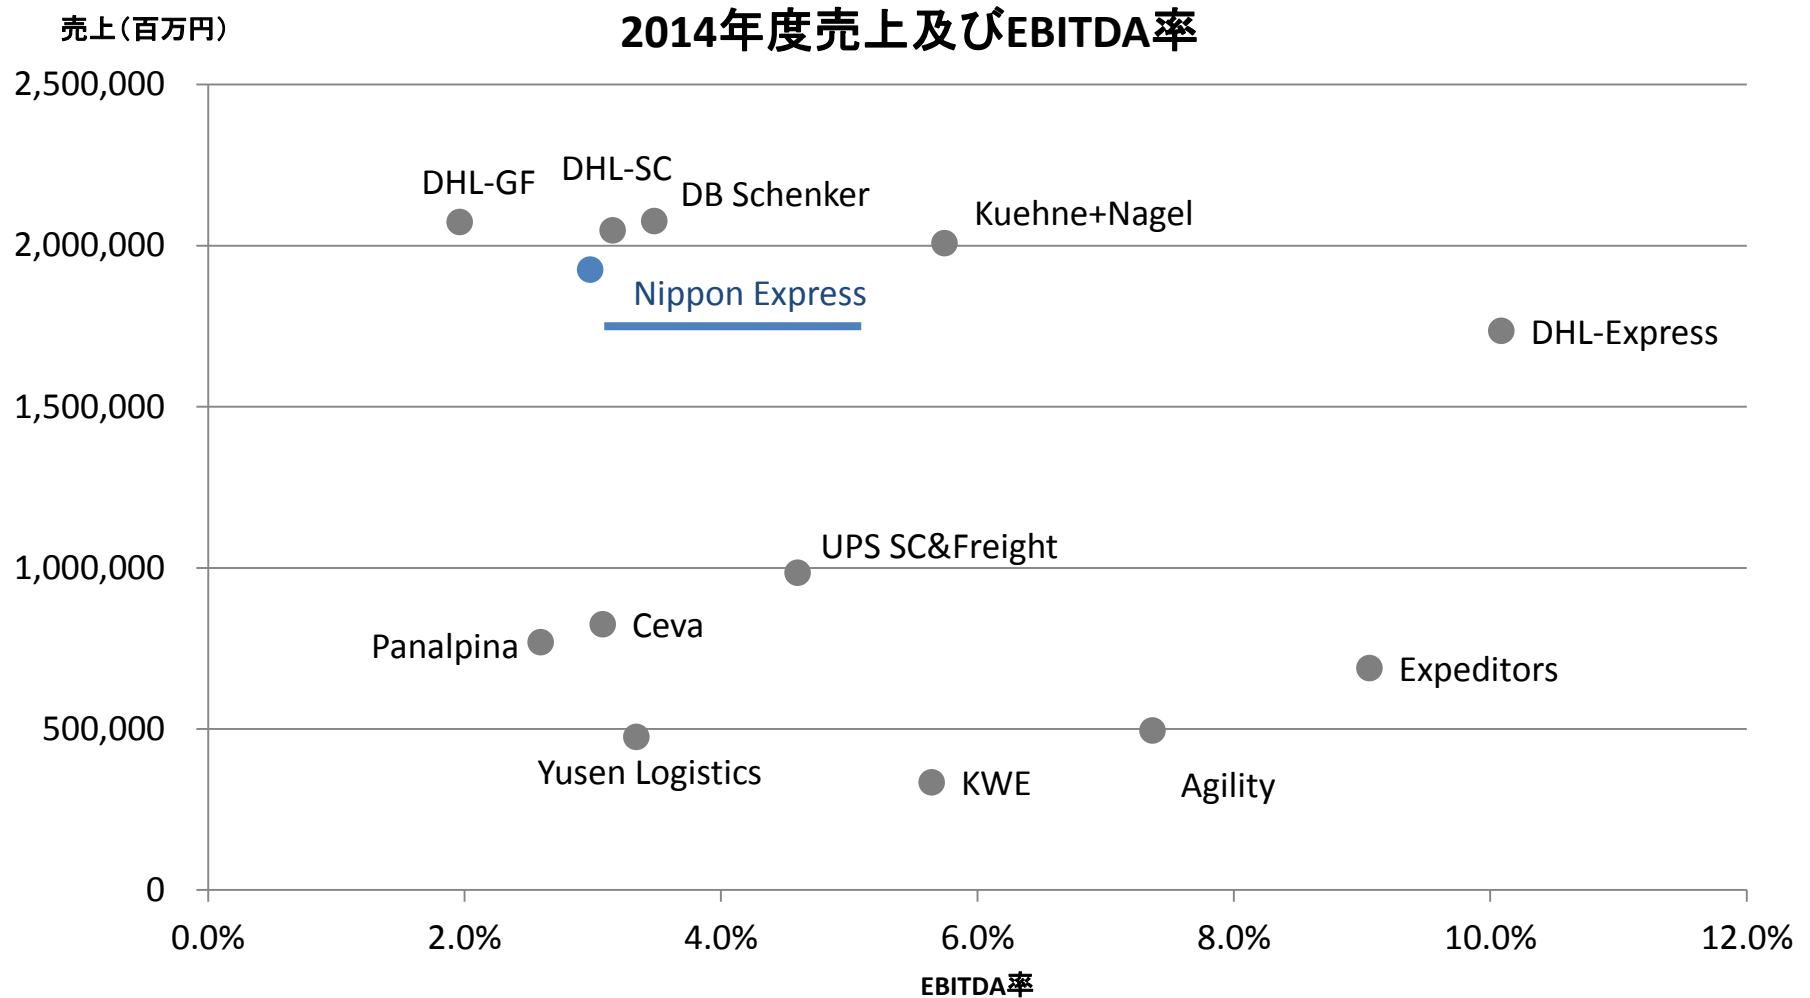 2014年度売上及びEBITDA率
売上(百万円)
2,500,000
2,000,000
1,500,000
1,000,000
500,000
0
DHL-GF
DHL-SC
DB Schenker
Kuehne+Nagel
Nippon Express
DHL-Express
UPS SC&Freight
Ceva
Panalpina
Expeditors
Yusen Logistics
KWE
Agility
0.0% 2.0% 4.0% 6.0% 8.0% 10.0% 12.0%
EBITDA率